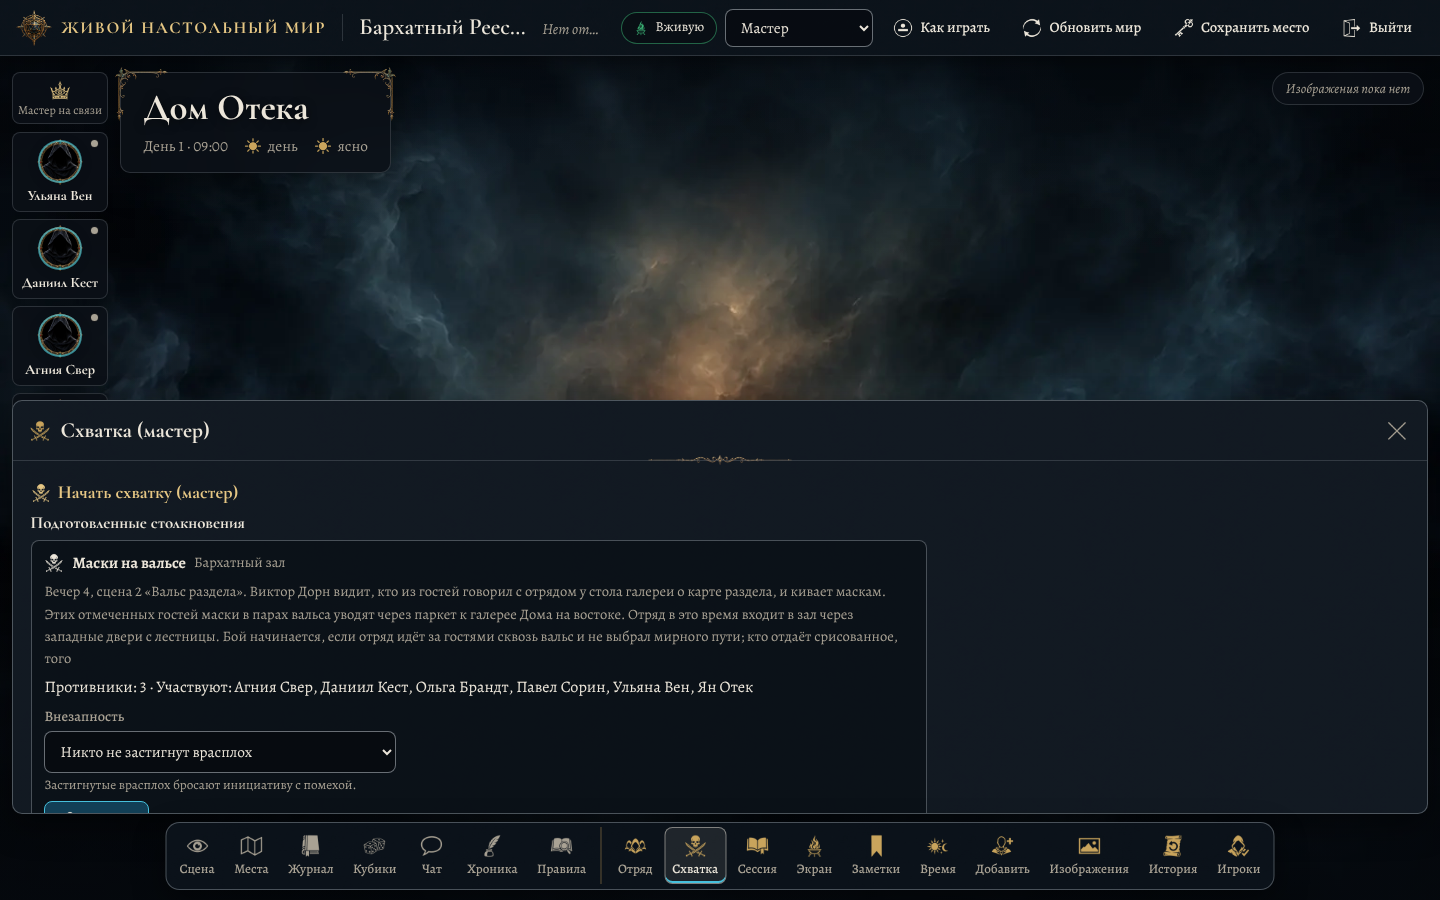 ЖИВОЙ НАСТОЛЬНЫЙ МИР
Бархатный Реес…
Нет от…
Вживую
Мастер
Как играть
Обновить мир
Сохранить место
Выйти
Мастер на связи
Ульяна Вен
Даниил Кест
Агния Свер
Дом Отека
День 1 · 09:00
день
ясно
Изображения пока нет
Схватка (мастер)
Начать схватку (мастер)
Подготовленные столкновения
Маски на вальсе Бархатный зал
Вечер 4, сцена 2 «Вальс раздела». Виктор Дорн видит, кто из гостей говорил с отрядом у стола галереи о карте раздела, и кивает маскам.
Этих отмеченных гостей маски в парах вальса уводят через паркет к галерее Дома на востоке. Отряд в это время входит в зал через
западные двери с лестницы. Бой начинается, если отряд идёт за гостями сквозь вальс и не выбрал мирного пути; кто отдаёт срисованное,
того
Противники: 3 · Участвуют: Агния Свер, Даниил Кест, Ольга Брандт, Павел Сорин, Ульяна Вен, Ян Отек
Внезапность
Никто не застигнут врасплох
Застигнутые врасплох бросают инициативу с помехой.
Сцена
Места
Журнал
Кубики
Чат
Хроника
Правила
Отряд
Схватка
Сессия
Экран
Заметки
Время
Добавить
Изображения
История
Игроки